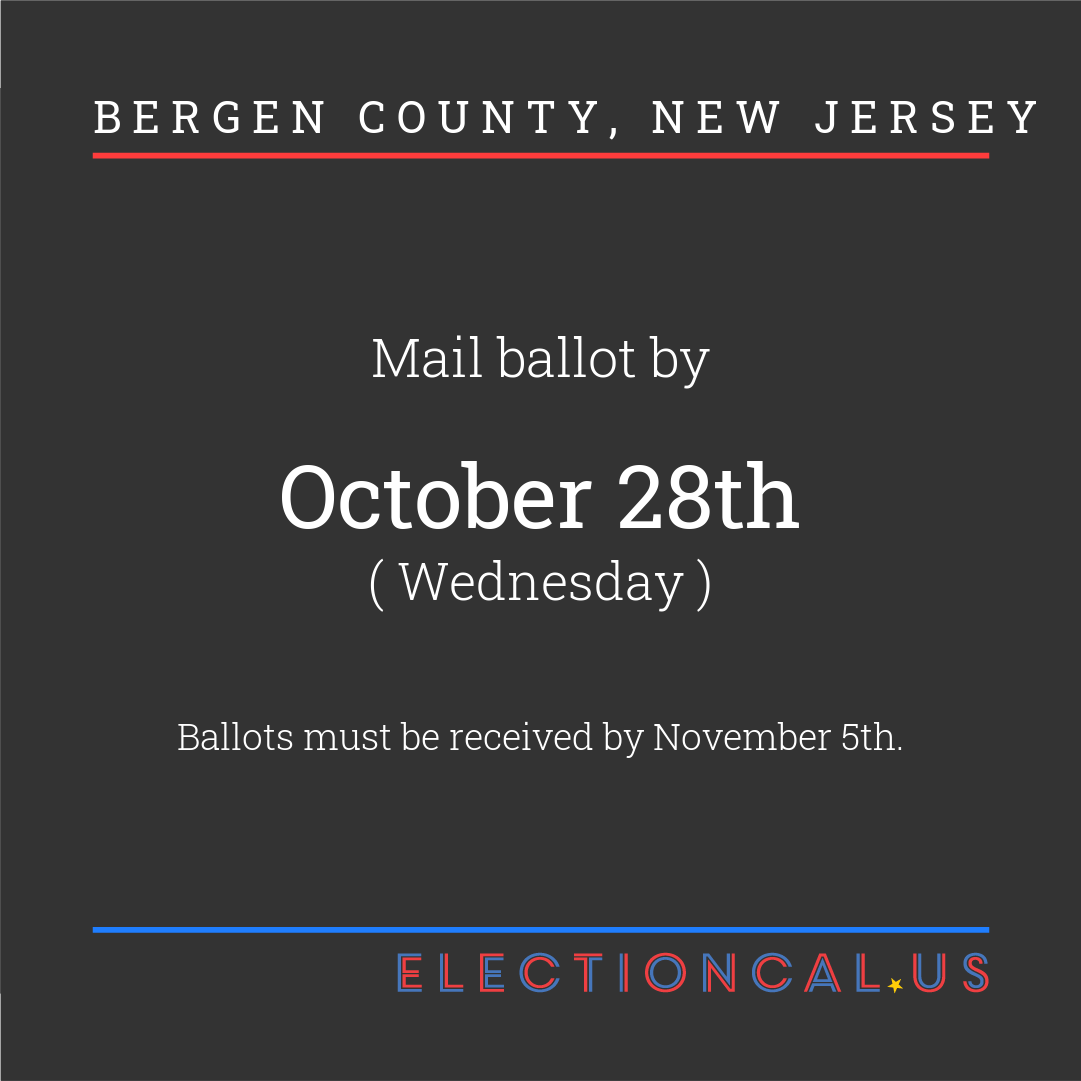 BERGEN COUNTY, NEW JERSEY
Mail ballot by
October 28th
( Wednesday )
Ballots must be received by November 5th.
ELECTIONCAL.US